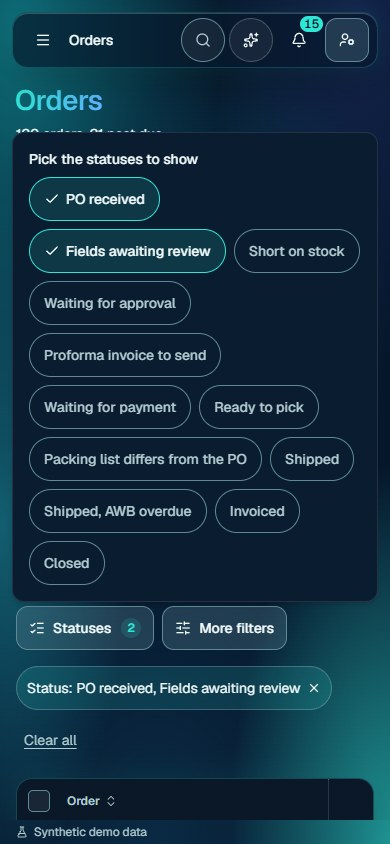 Orders
15
Orders
Pick the statuses to show
PO received
Fields awaiting review
Short on stock
Waiting for approval
Proforma invoice to send
Waiting for payment
Ready to pick
Packing list differs from the PO
Shipped
Shipped, AWB overdue
Invoiced
Closed
Statuses 2
More filters
Status: PO received, Fields awaiting review
Clear all
Order
Synthetic demo data